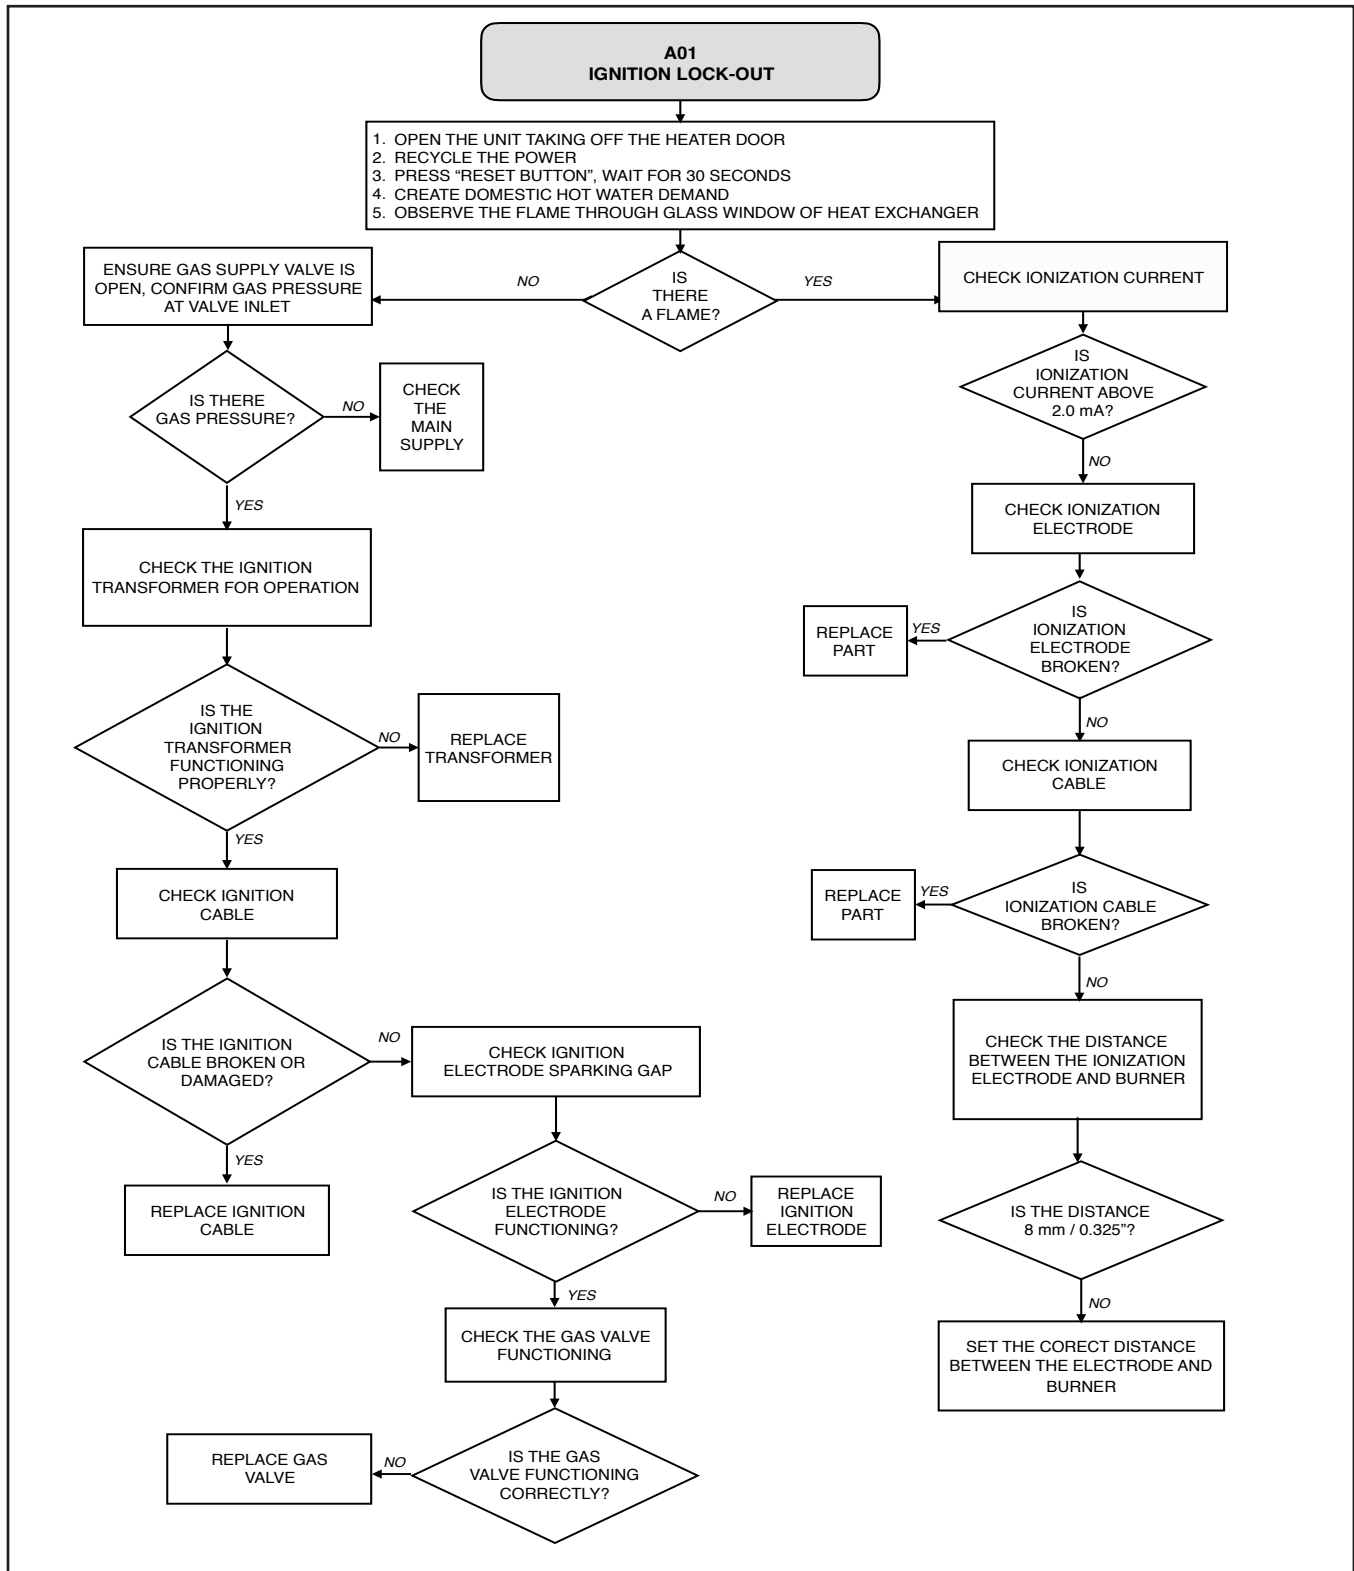 A01
IGNITION LOCK-OUT
1. OPEN THE UNIT TAKING OFF THE HEATER DOOR
2. RECYCLE THE POWER
3. PRESS “RESET BUTTON”, WAIT FOR 30 SECONDS
4. CREATE DOMESTIC HOT WATER DEMAND
5. OBSERVE THE FLAME THROUGH GLASS WINDOW OF HEAT EXCHANGER
IS
THERE
A FLAME?
NO
YES
ENSURE GAS SUPPLY VALVE IS
OPEN, CONFIRM GAS PRESSURE
AT VALVE INLET
IS THERE
GAS PRESSURE?
NO
CHECK
THE
MAIN
SUPPLY
YES
CHECK THE IGNITION
TRANSFORMER FOR OPERATION
IS THE
IGNITION
TRANSFORMER
FUNCTIONING
PROPERLY?
NO
REPLACE
TRANSFORMER
YES
CHECK IGNITION
CABLE
IS THE IGNITION
CABLE BROKEN OR
DAMAGED?
YES
REPLACE IGNITION
CABLE
NO
CHECK IGNITION
ELECTRODE SPARKING GAP
IS THE IGNITION
ELECTRODE
FUNCTIONING?
NO
REPLACE
IGNITION
ELECTRODE
YES
CHECK THE GAS VALVE
FUNCTIONING
IS THE GAS
VALVE FUNCTIONING
CORRECTLY?
NO
REPLACE GAS
VALVE
CHECK IONIZATION CURRENT
IS
IONIZATION
CURRENT ABOVE
2.0 mA?
NO
CHECK IONIZATION
ELECTRODE
IS
IONIZATION
ELECTRODE
BROKEN?
YES
REPLACE
PART
NO
CHECK IONIZATION
CABLE
IS
IONIZATION CABLE
BROKEN?
YES
REPLACE
PART
NO
CHECK THE DISTANCE
BETWEEN THE IONIZATION
ELECTRODE AND BURNER
IS THE DISTANCE
8 mm / 0.325”?
NO
SET THE CORECT DISTANCE
BETWEEN THE ELECTRODE AND
BURNER